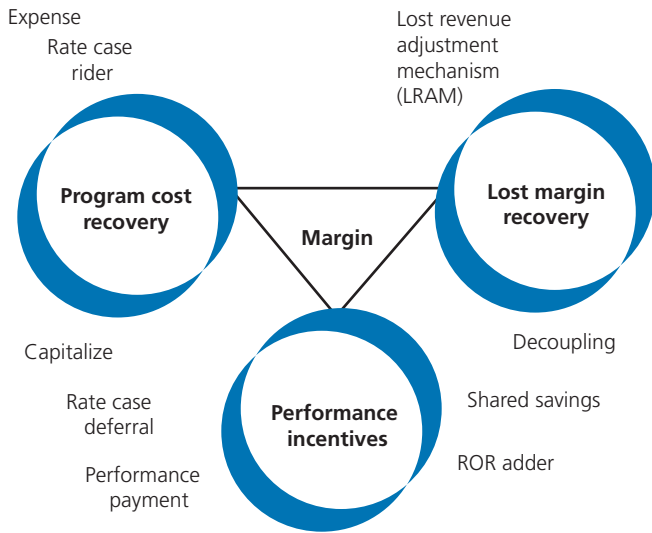 Expense
Rate case
rider
Lost revenue
adjustment
mechanism
(LRAM)
Program cost
recovery
Margin
Lost margin
recovery
Capitalize
Rate case
deferral
Performance
payment
Performance
incentives
Decoupling
Shared savings
ROR adder